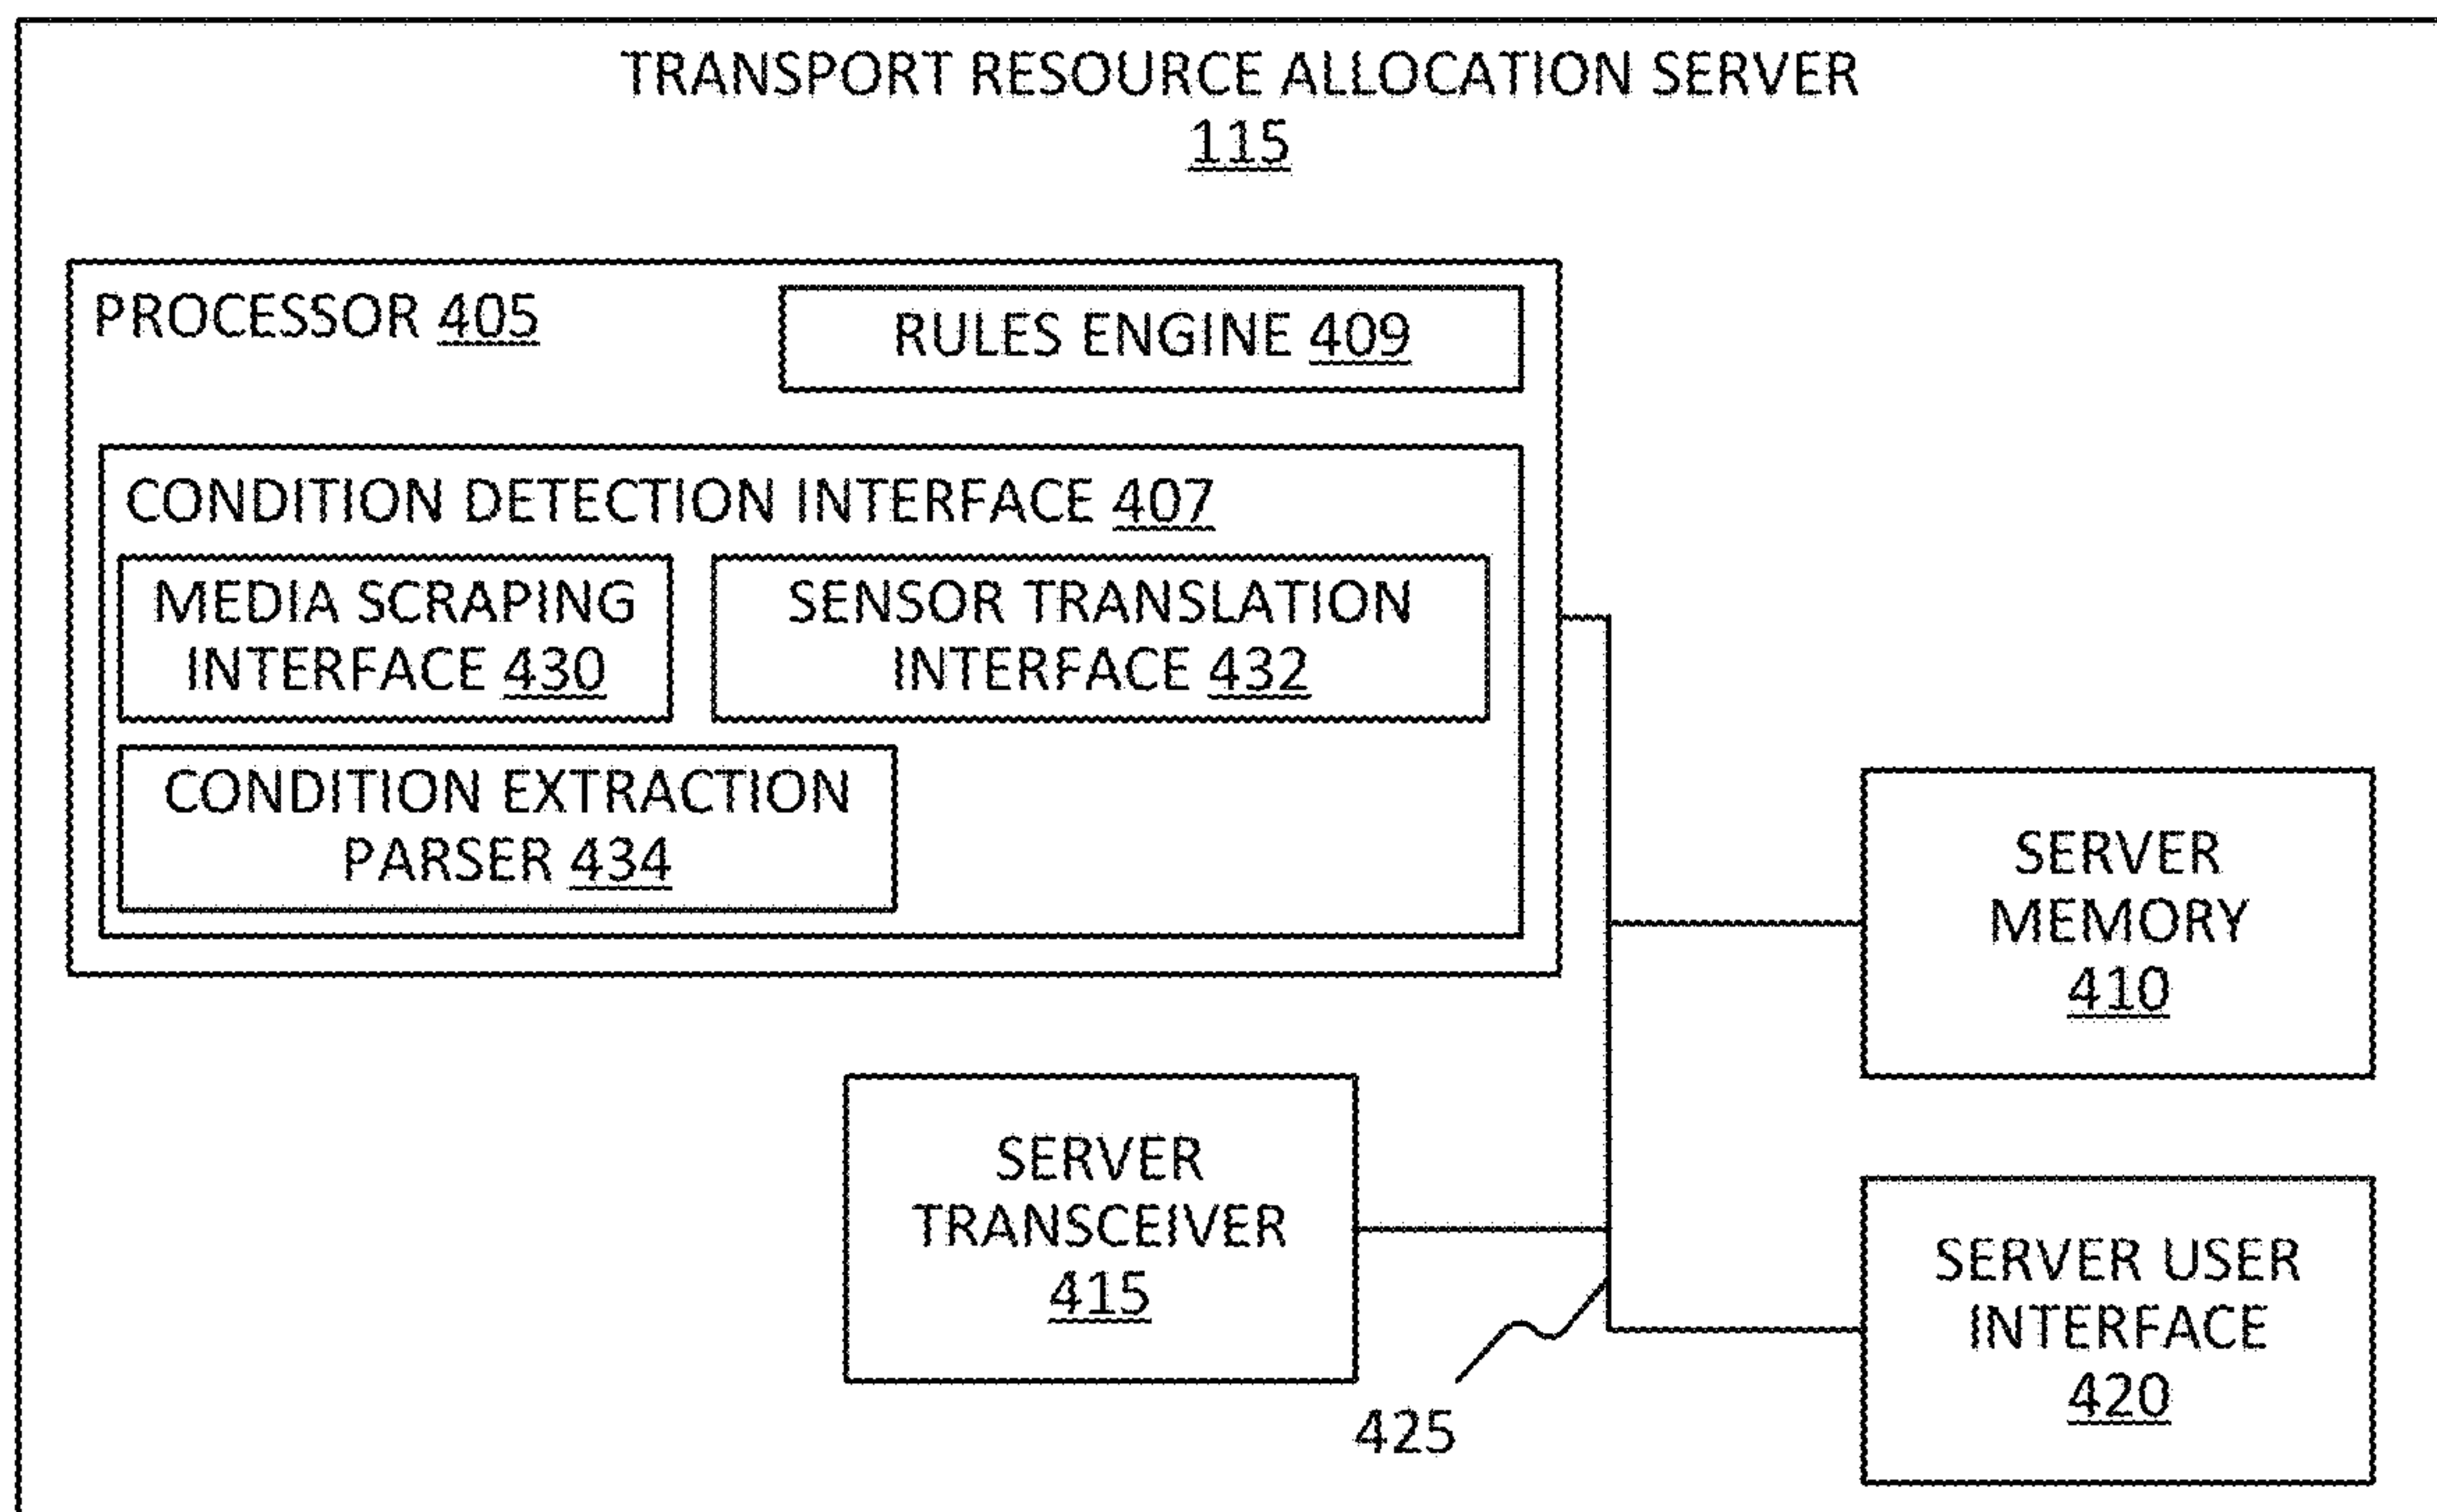 TRANSPORT RESOURCE ALLOCATION SERVER
115
PROCESSOR 405
RULES ENGINE 409
CONDITION DETECTION INTERFACE 407
MEDIA SCRAPING
INTERFACE 430
SENSOR TRANSLATION
INTERFACE 432
CONDITION EXTRACTION
PARSER 434
SERVER
MEMORY
410
SERVER
TRANSCEIVER
415
SERVER USER
INTERFACE
420
425